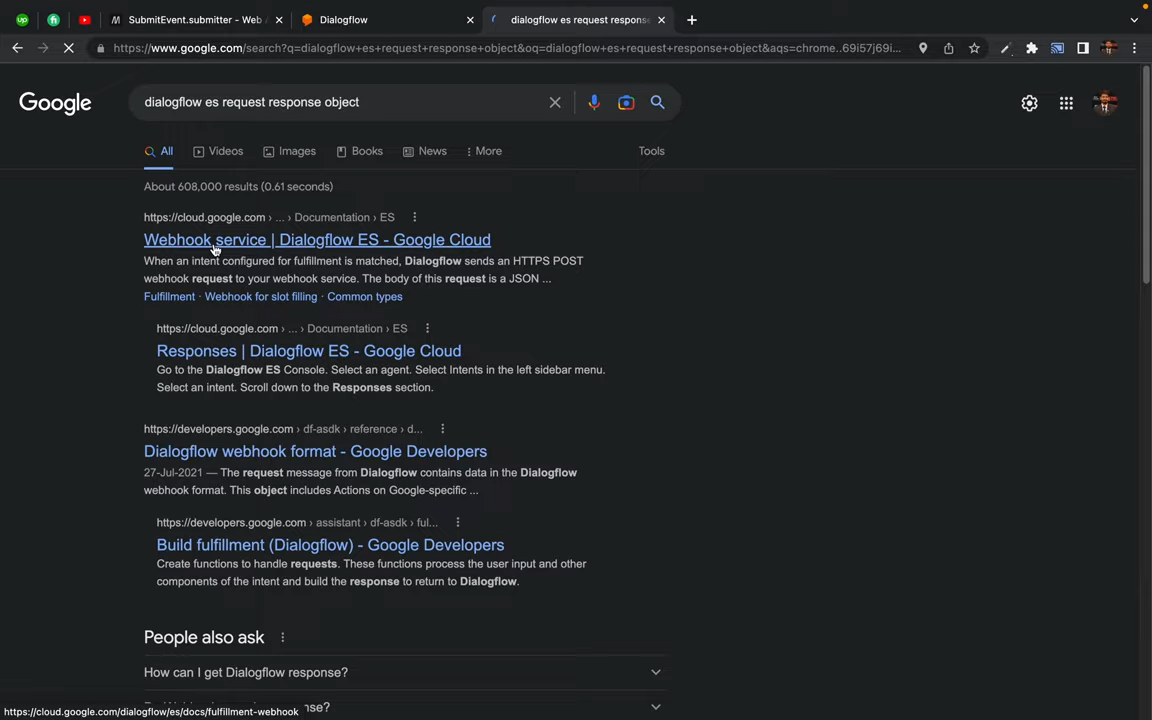 SubmitEvent.submitter - Web A
Dialogflow
dialogflow es request respons
https://www.google.com/search?q=dialogflow+es+request+response+object&oq=dialogflow+es+request+response+object&aqs=chrome..69i57j69i...
Google
dialogflow es request response object
All
Videos
Images
Books
News
More
Tools
About 608,000 results (0.61 seconds)
https://cloud.google.com › ... › Documentation › ES
Webhook service | Dialogflow ES - Google Cloud
When an intent configured for fulfillment is matched, Dialogflow sends an HTTPS POST
webhook request to your webhook service. The body of this request is a JSON ...
Fulfillment · Webhook for slot filling · Common types
https://cloud.google.com › ... › Documentation › ES
Responses | Dialogflow ES - Google Cloud
Go to the Dialogflow ES Console. Select an agent. Select Intents in the left sidebar menu.
Select an intent. Scroll down to the Responses section.
https://developers.google.com › df-asdk › reference › d...
Dialogflow webhook format - Google Developers
27-Jul-2021 — The request message from Dialogflow contains data in the Dialogflow
webhook format. This object includes Actions on Google-specific ...
https://developers.google.com › assistant › df-asdk › ful...
Build fulfillment (Dialogflow) - Google Developers
Create functions to handle requests. These functions process the user input and other
components of the intent and build the response to return to Dialogflow.
People also ask
How can I get Dialogflow response?
nse?
https://cloud.google.com/dialogflow/es/docs/fulfillment-webhook